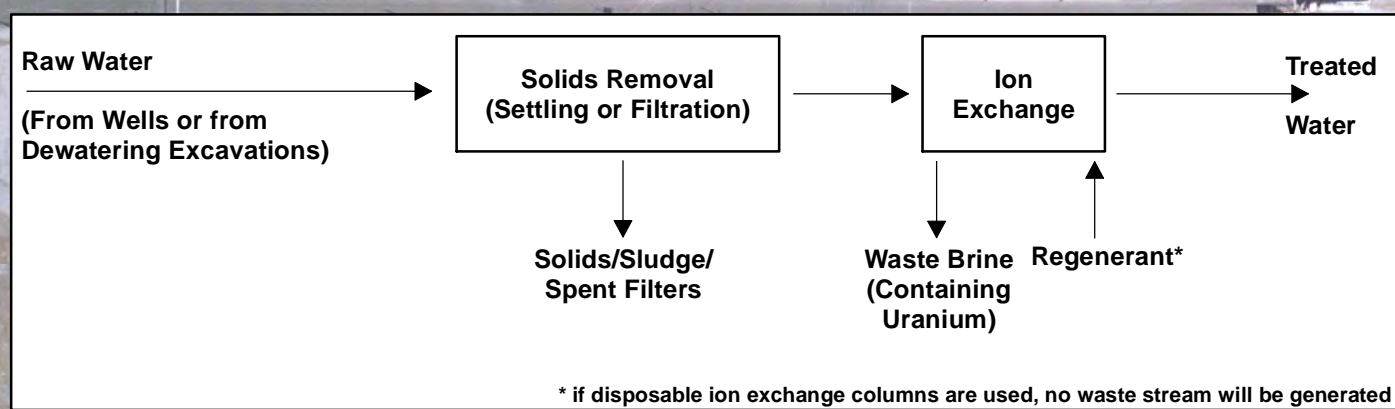 Raw Water
(From Wells or from
Dewatering Excavations)
Solids Removal
(Settling or Filtration)
Ion
Exchange
Treated
Water
Solids/Sludge/
Spent Filters
Waste Brine
(Containing
Uranium)
Regenerant*
* if disposable ion exchange columns are used, no waste stream will be generated